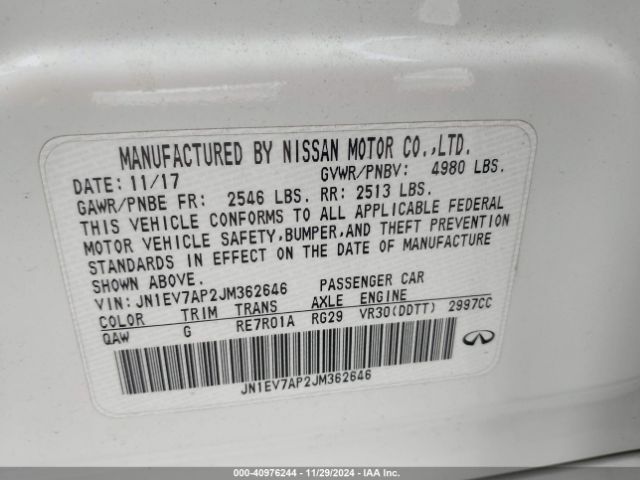 MANUFACTURED BY NISSAN MOTOR CO.,LTD.
DATE: 11/17 GVWR/PNBV: 4980 LBS.
GAWR/PNBE FR: 2546 LBS. RR: 2513 LBS.
THIS VEHICLE CONFORMS TO ALL APPLICABLE FEDERAL
MOTOR VEHICLE SAFETY,BUMPER,AND THEFT PREVENTION
STANDARDS IN EFFECT ON THE DATE OF MANUFACTURE
SHOWN ABOVE.
VIN: JN1EV7AP2JM362646 PASSENGER CAR
COLOR TRIM TRANS AXLE ENGINE
QAW G RE7R01A RG29 VR30(DDTT) 2997CC
JN1EV7AP2JM362646
000-40976244 - 11/29/2024 - IAA Inc.